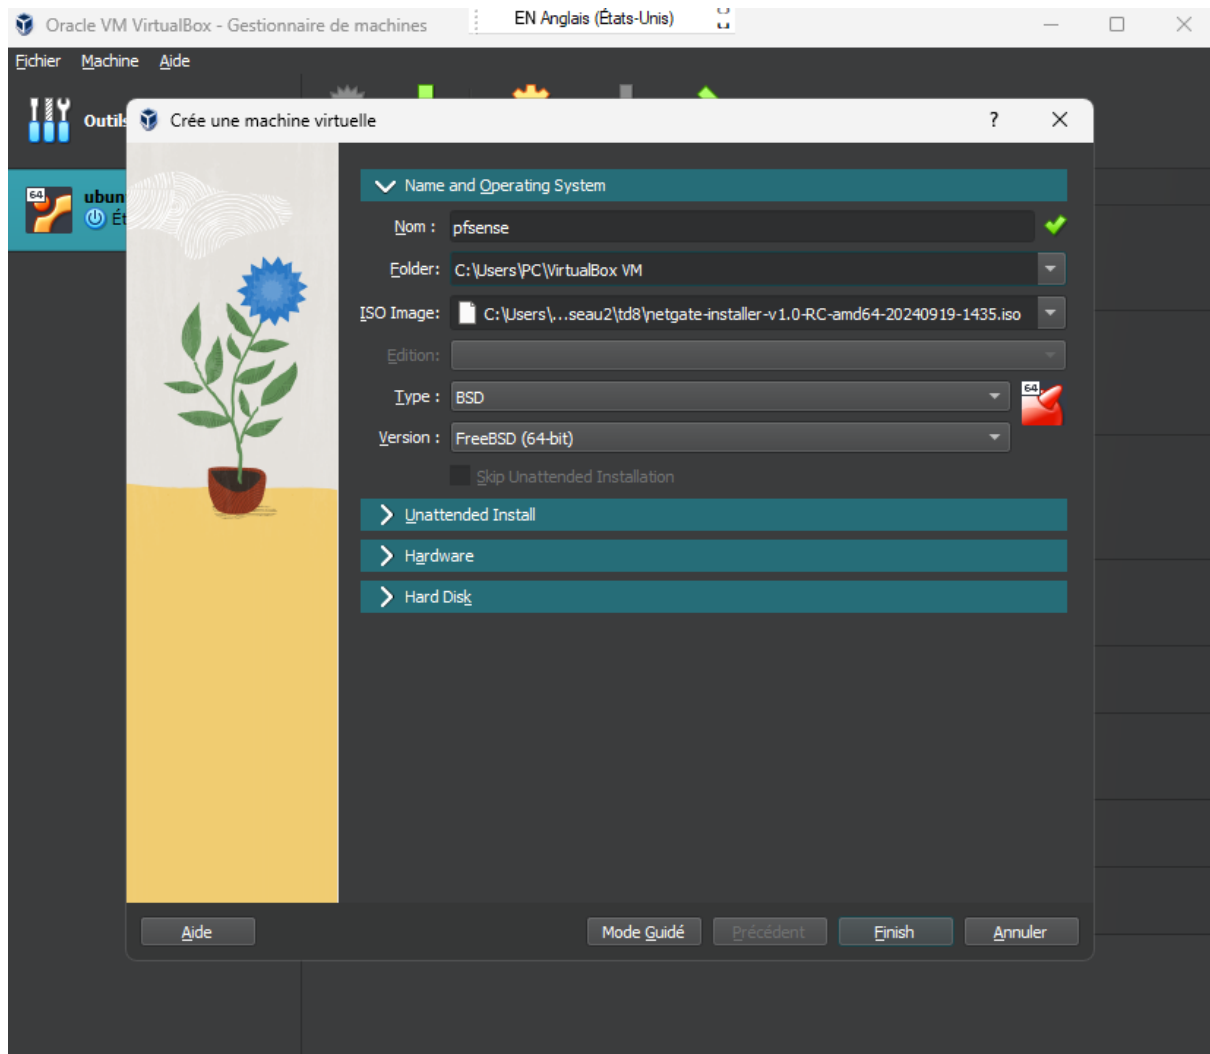 Oracle VM VirtualBox - Gestionnaire de machines
EN Anglais (États-Unis)
Fichier Machine Aide
Outils
Crée une machine virtuelle
?
64
ubun
Ét
Name and Operating System
Nom : pfsense
Folder: C:\Users\PC\VirtualBox VM
ISO Image: C:\Users\...seau2\td8\netgate-installer-v1.0-RC-amd64-20240919-1435.iso
Edition:
Type : BSD
64
Version : FreeBSD (64-bit)
Skip Unattended Installation
Unattended Install
Hardware
Hard Disk
Aide Mode Guidé Précédent Finish Annuler